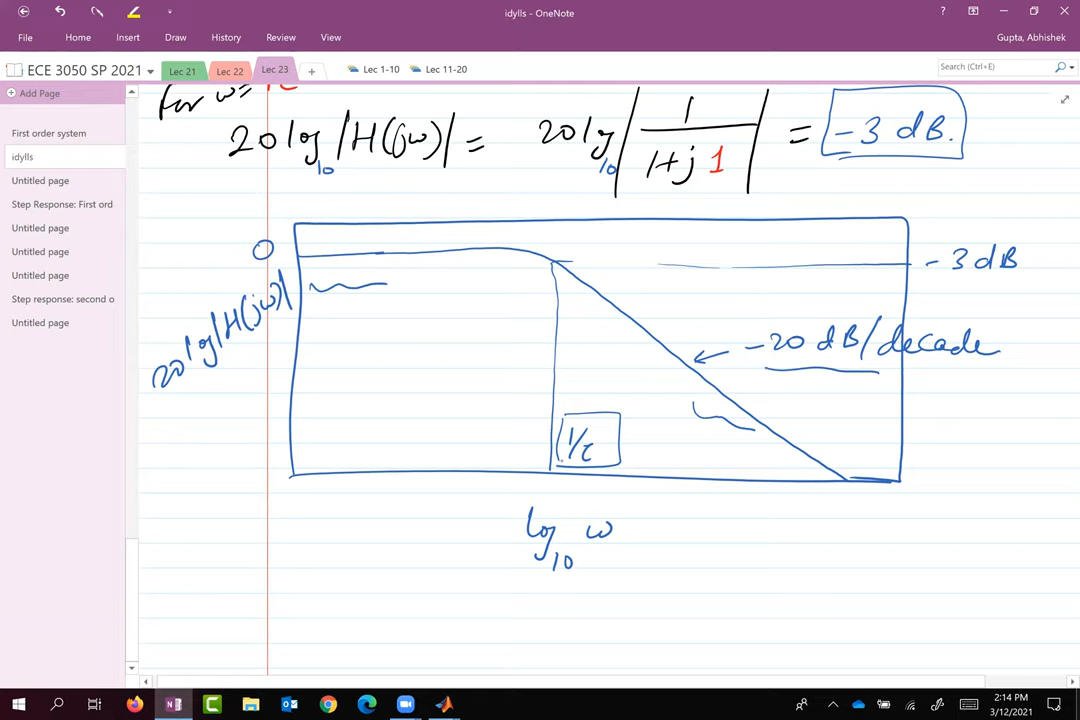 idylls - OneNote
File Home Insert Draw History Review View
Gupta, Abhishek
ECE 3050 SP 2021
Lec 21 Lec 22 Lec 23
Lec 1-10
Lec 11-20
Search (Ctrl+E)
Add Page
First order system
idylls
Untitled page
Step Response: First ord
Untitled page
Untitled page
Untitled page
Step response: second o
Untitled page
20 log10 |H(jω)| = 20 log10 | 1 / (1+j 1) | = -3 dB.
0
- 3 dB
20 log |H(jω)|
-20 dB/decade
1/τ
log10 ω
2:14 PM
3/12/2021